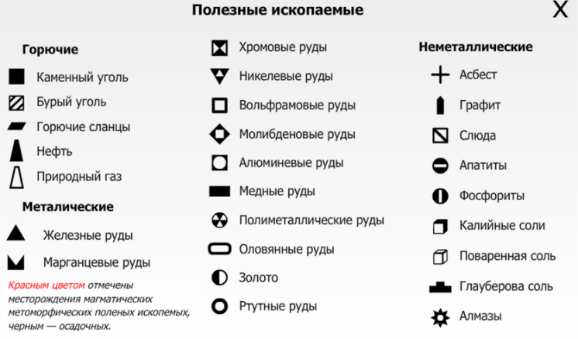 Полезные ископаемые
X
Горючие
Каменный уголь
Бурый уголь
Горючие сланцы
Нефть
Природный газ
Металические
Железные руды
Марганцевые руды
Красным цветом отмечены
месторождения магматических
метоморфических поленых ископемых,
черным — осадочных.
Хромовые руды
Никелевые руды
Вольфрамовые руды
Молибденовые руды
Алюминевые руды
Медные руды
Полиметаллические руды
Оловянные руды
Золото
Ртутные руды
Неметаллические
Асбест
Графит
Слюда
Апатиты
Фосфориты
Калийные соли
Поваренная соль
Глауберова соль
Алмазы